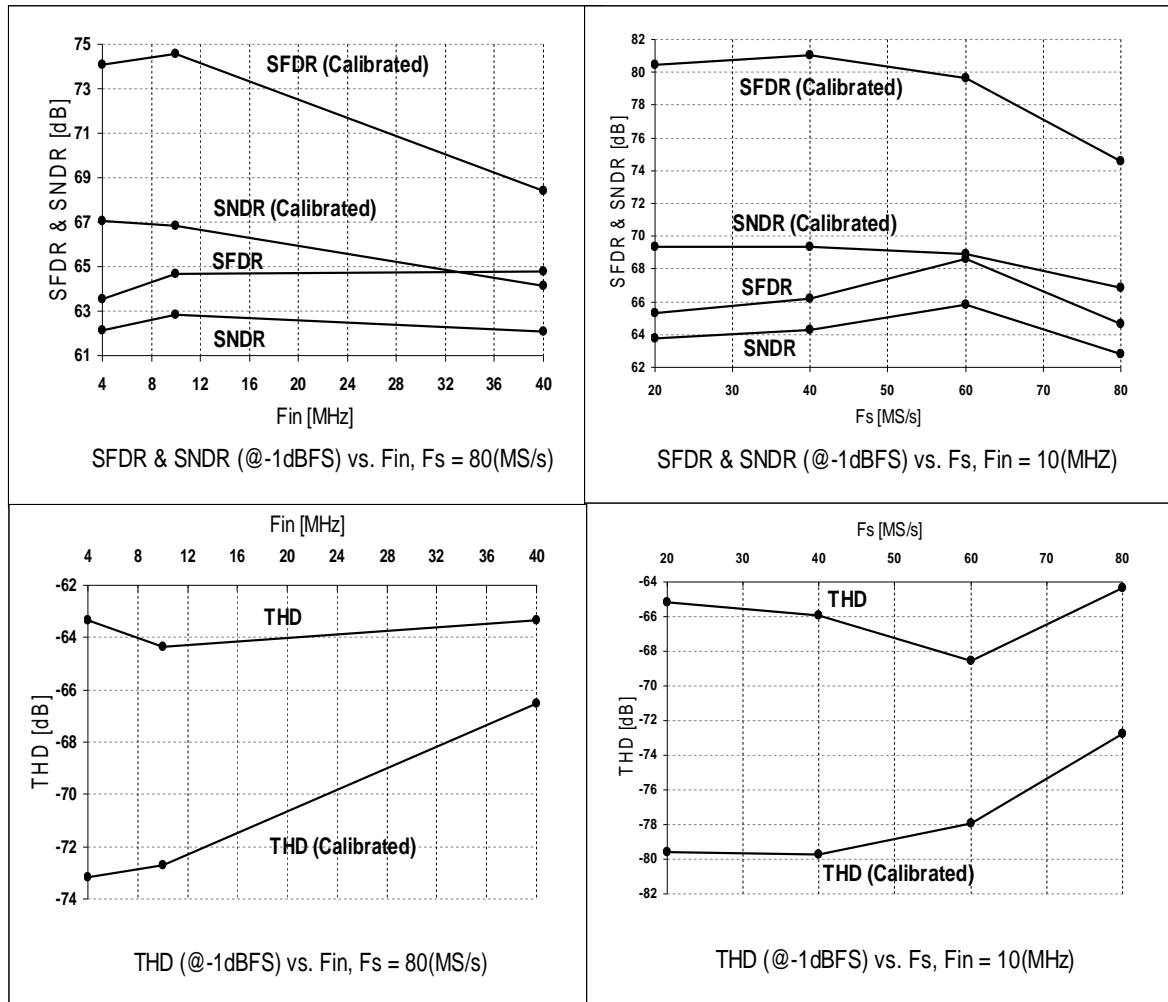 75
73
71
69
67
65
63
61
SFDR & SNDR [dB]
SFDR (Calibrated)
SNDR (Calibrated)
SFDR
SNDR
4 8 12 16 20 24 28 32 36 40
Fin [MHz]
SFDR & SNDR (@-1dBFS) vs. Fin, Fs = 80(MS/s)
82
80
78
76
74
72
70
68
66
64
62
SFDR & SNDR [dB]
SFDR (Calibrated)
SNDR (Calibrated)
SFDR
SNDR
20 30 40 50 60 70 80
Fs [MS/s]
SFDR & SNDR (@-1dBFS) vs. Fs, Fin = 10(MHZ)
Fin [MHz]
4 8 12 16 20 24 28 32 36 40
-62
-64
-66
-68
-70
-72
-74
THD [dB]
THD
THD (Calibrated)
THD (@-1dBFS) vs. Fin, Fs = 80(MS/s)
Fs [MS/s]
20 30 40 50 60 70 80
-64
-66
-68
-70
-72
-74
-76
-78
-80
-82
THD [dB]
THD
THD (Calibrated)
THD (@-1dBFS) vs. Fs, Fin = 10(MHz)